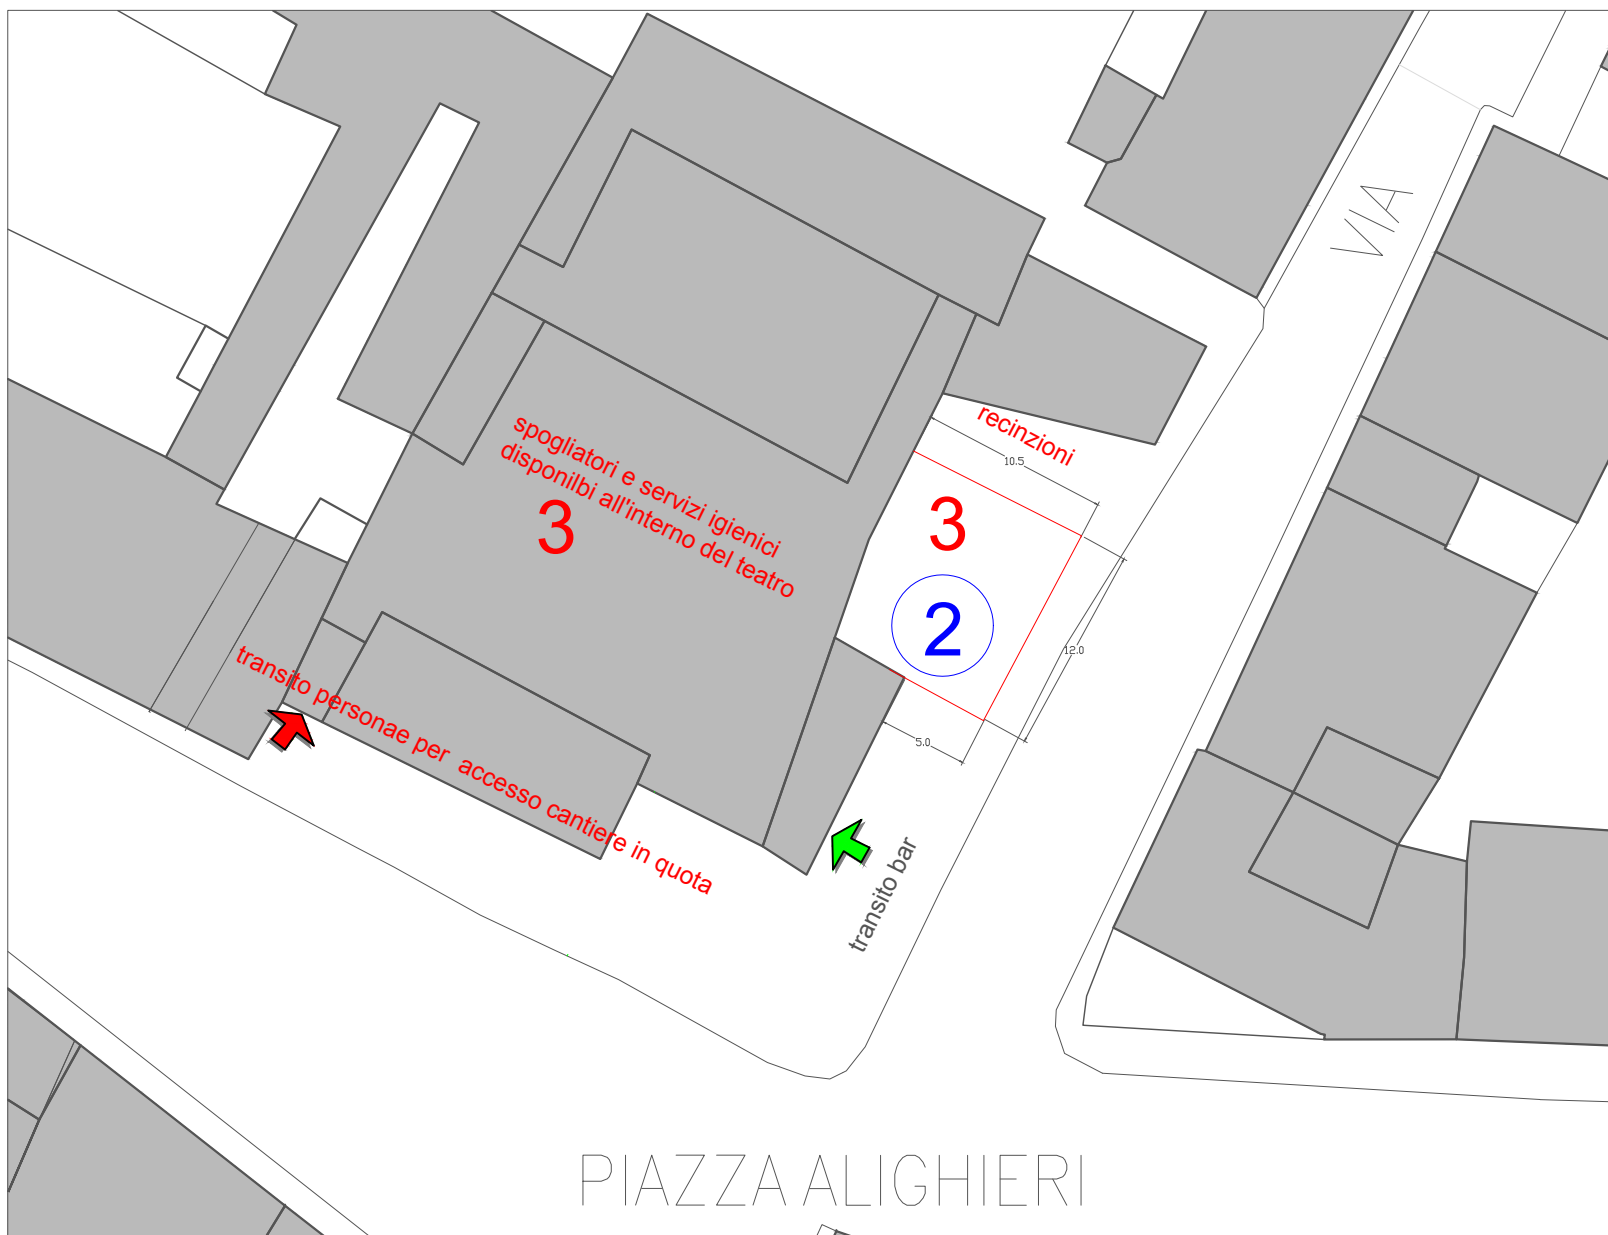 VIA
recinzioni
10.5
spogliatori e servizi igienici
disponilbi all'interno del teatro
3
3
2
12.0
transito personae per accesso cantiere in quota
5.0
transito bar
PIAZZA ALIGHIERI